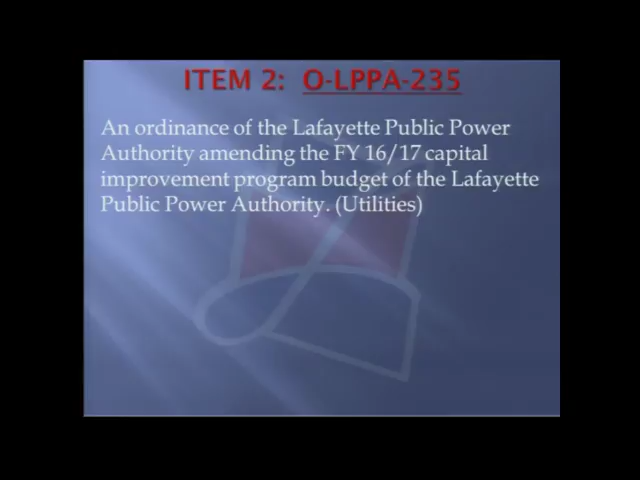 ITEM 2: O-LPPA-235
An ordinance of the Lafayette Public Power
Authority amending the FY 16/17 capital
improvement program budget of the Lafayette
Public Power Authority. (Utilities)